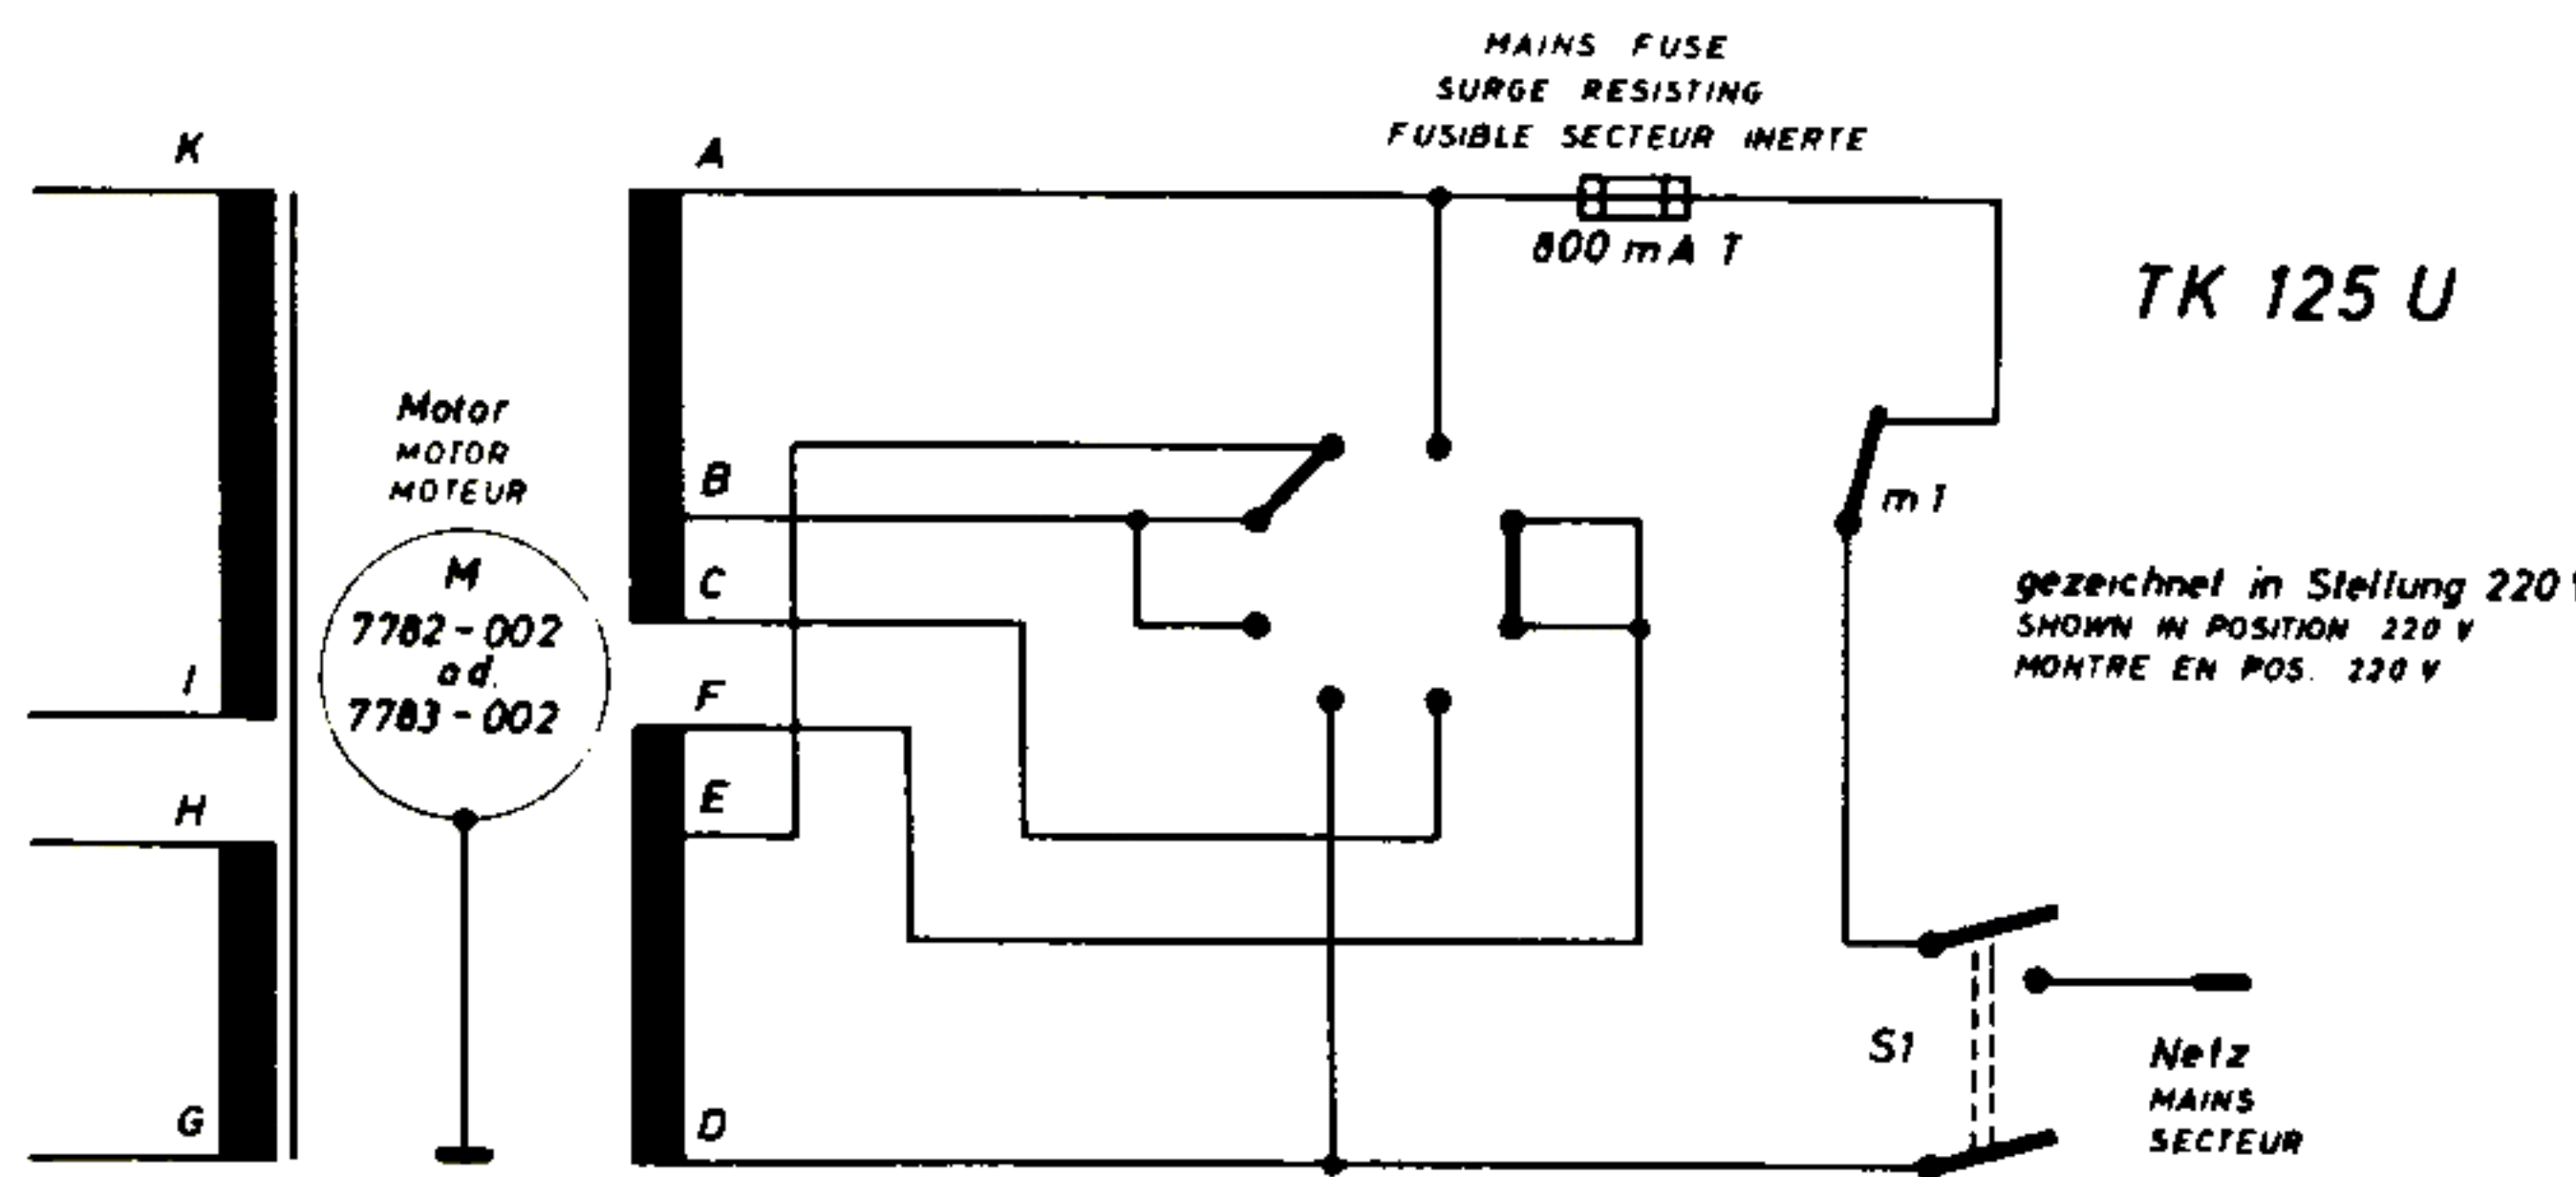 MAINS FUSE
SURGE RESISTING
FUSIBLE SECTEUR INERTE
800 mA T
TK 125 U
K
A
Motor
MOTOR
MOTEUR
B
M
7782-002
od.
7783-002
C
m1
gezeichnet in Stellung 220 V
SHOWN IN POSITION 220 V
MONTRE EN POS. 220 V
I
F
E
H
G
D
S1
Netz
MAINS
SECTEUR